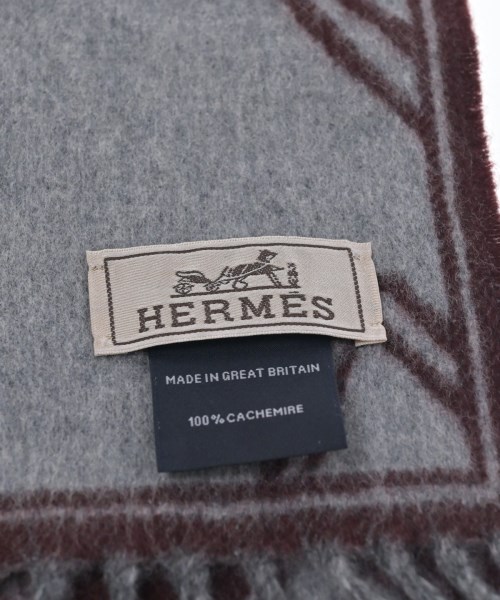 HERMÈS
MADE IN GREAT BRITAIN
100% CACHEMIRE